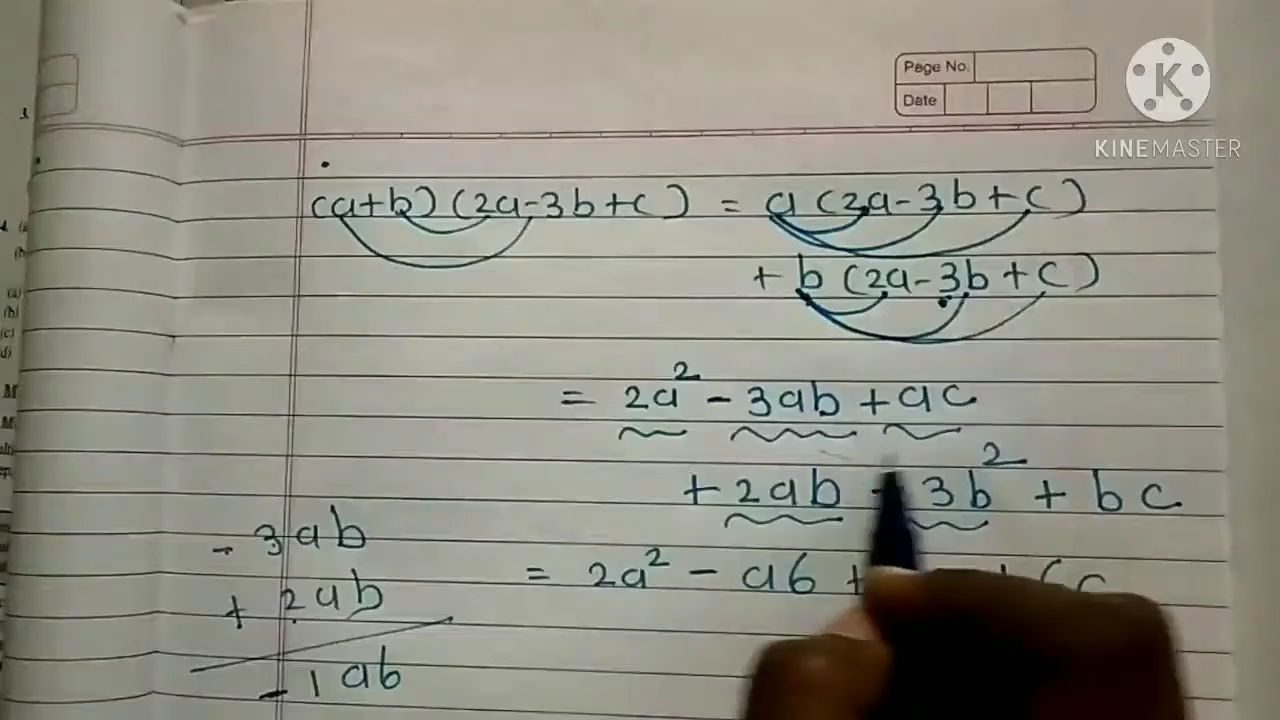 Page No.
Date
KINEMASTER
(a+b)(2a-3b+c) = a(2a-3b+c)
+ b(2a-3b+c)
= 2a² - 3ab + ac
+ 2ab - 3b² + bc
= 2a² - ab +
- 3ab
+ 2ab
- 1ab